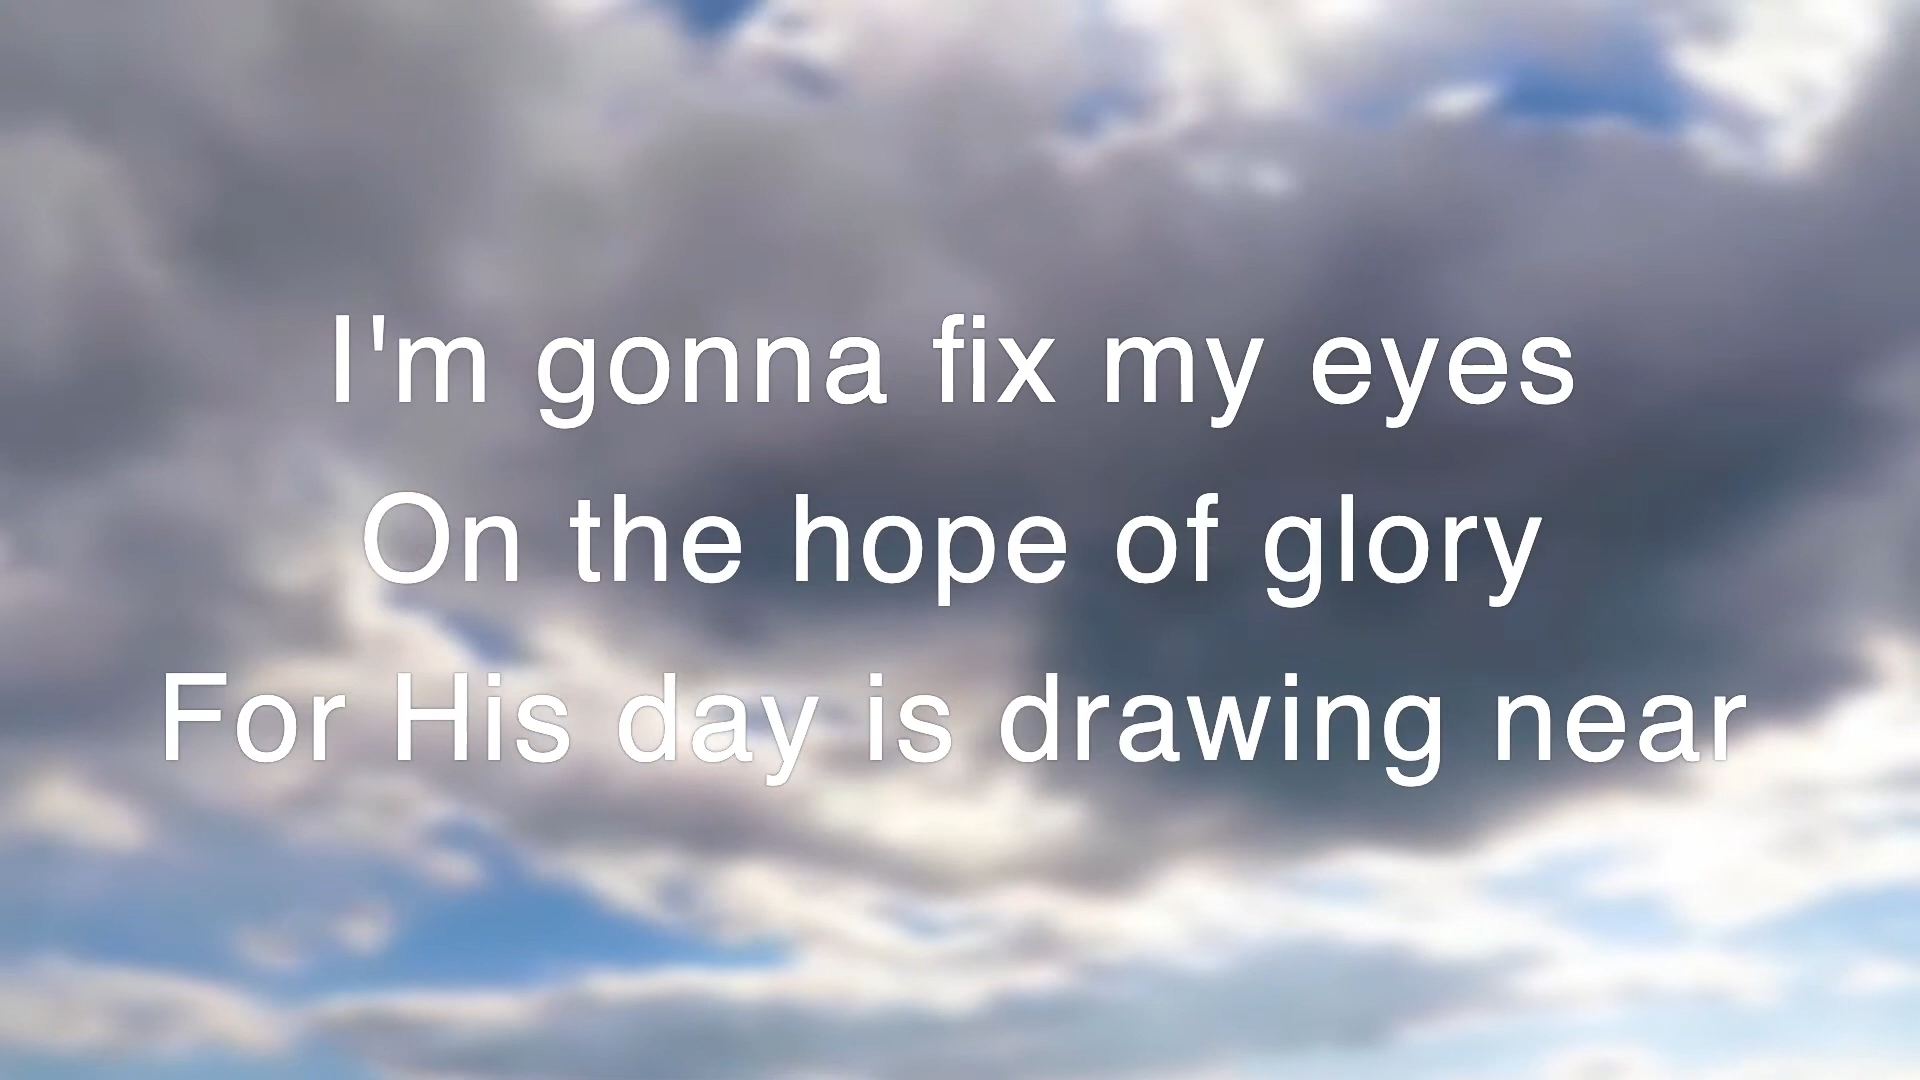 I'm gonna fix my eyes
On the hope of glory
For His day is drawing near